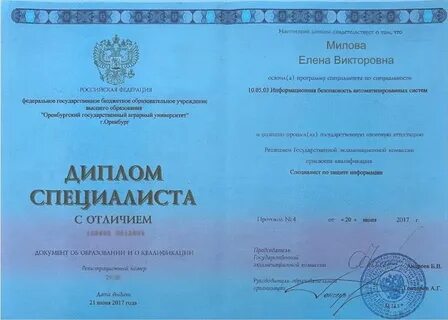 РОССИЙСКАЯ ФЕДЕРАЦИЯ
федеральное государственное бюджетное образовательное учреждение
высшего образования
"Оренбургский государственный аграрный университет"
г.Оренбург
ДИПЛОМ
СПЕЦИАЛИСТА
С ОТЛИЧИЕМ
ДОКУМЕНТ ОБ ОБРАЗОВАНИИ И О КВАЛИФИКАЦИИ
Регистрационный номер
Дата выдачи
21 июня 2017 года
Настоящий диплом свидетельствует о том, что
Милова
Елена Викторовна
освоил(а) программу специалитета по специальности
10.05.03 Информационная безопасность автоматизированных систем
и успешно прошел(ла) государственную итоговую аттестацию
Решением Государственной экзаменационной комиссии
присвоена квалификация
Специалист по защите информации
Протокол № 4 от « 20 » июня 2017 г.
Председатель
Государственной
экзаменационной комиссии
Руководитель образовательной
организации